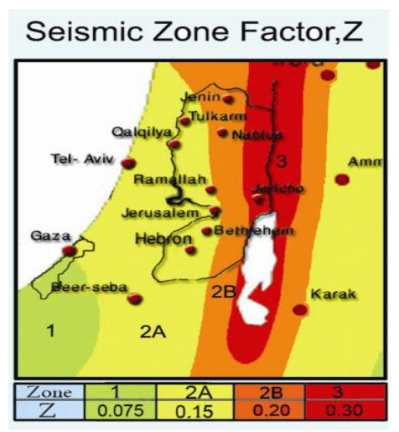 Seismic Zone Factor,Z
Jenin
Tulkarm
Qalqilya
Nablus
Tel- Aviv
3
Ramallah
Amm
Jericho
Jerusalem
Bethlehem
Gaza
Hebron
Beer-seba
2B
Karak
1
2A
Zone 1 2A 2B 3
Z 0.075 0.15 0.20 0.30